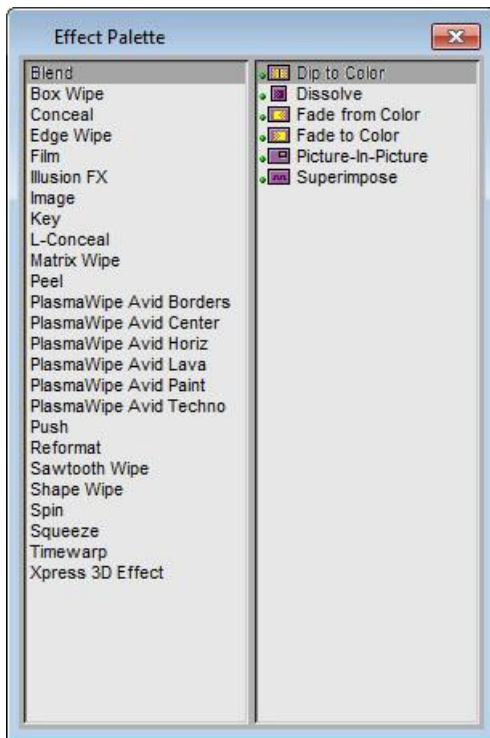 Effect Palette
Blend
Box Wipe
Conceal
Edge Wipe
Film
Illusion FX
Image
Key
L-Conceal
Matrix Wipe
Peel
PlasmaWipe Avid Borders
PlasmaWipe Avid Center
PlasmaWipe Avid Horiz
PlasmaWipe Avid Lava
PlasmaWipe Avid Paint
PlasmaWipe Avid Techno
Push
Reformat
Sawtooth Wipe
Shape Wipe
Spin
Squeeze
Timewarp
Xpress 3D Effect
Dip to Color
Dissolve
Fade from Color
Fade to Color
Picture-In-Picture
Superimpose